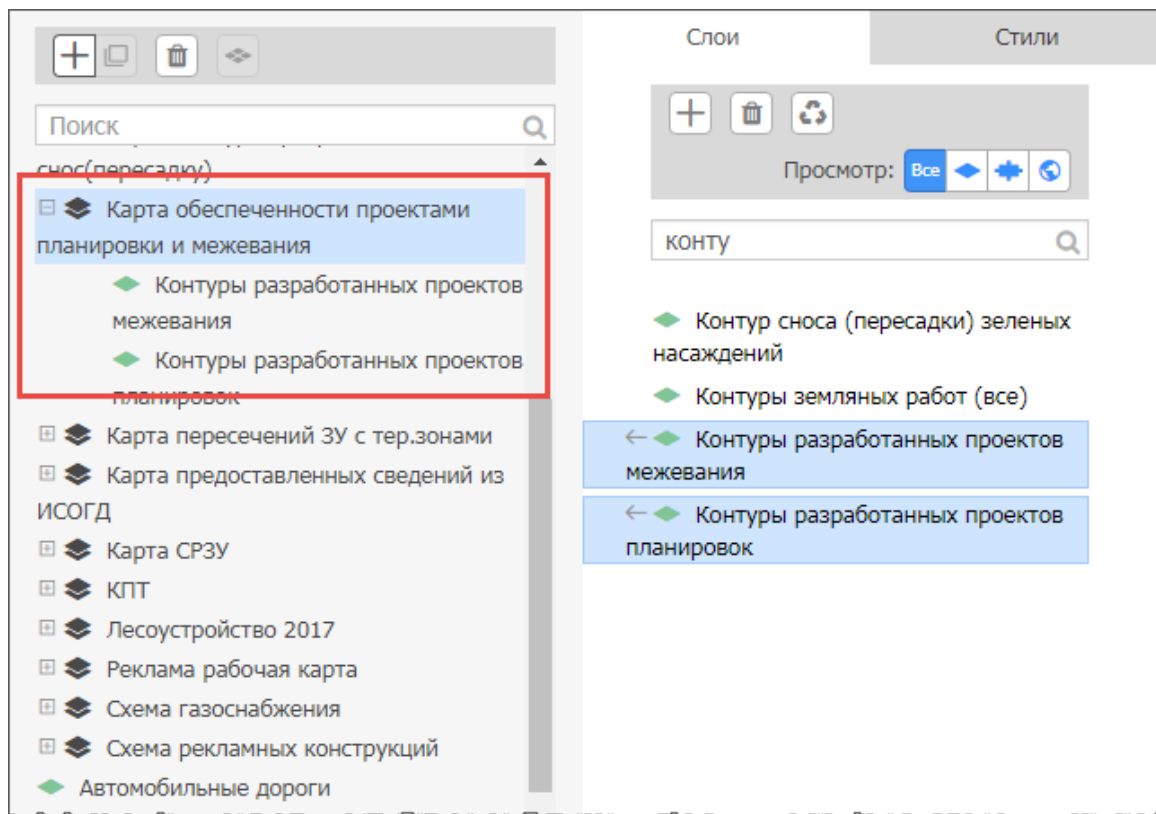 Поиск
снос(пересадку)
Карта обеспеченности проектами
планировки и межевания
Контуры разработанных проектов
межевания
Контуры разработанных проектов
планировок
Карта пересечений ЗУ с тер.зонами
Карта предоставленных сведений из
ИСОГД
Карта СРЗУ
КПТ
Лесоустройство 2017
Реклама рабочая карта
Схема газоснабжения
Схема рекламных конструкций
Автомобильные дороги
Слои
Стили
Просмотр: Все
конту
Контур сноса (пересадки) зеленых
насаждений
Контуры земляных работ (все)
Контуры разработанных проектов
межевания
Контуры разработанных проектов
планировок